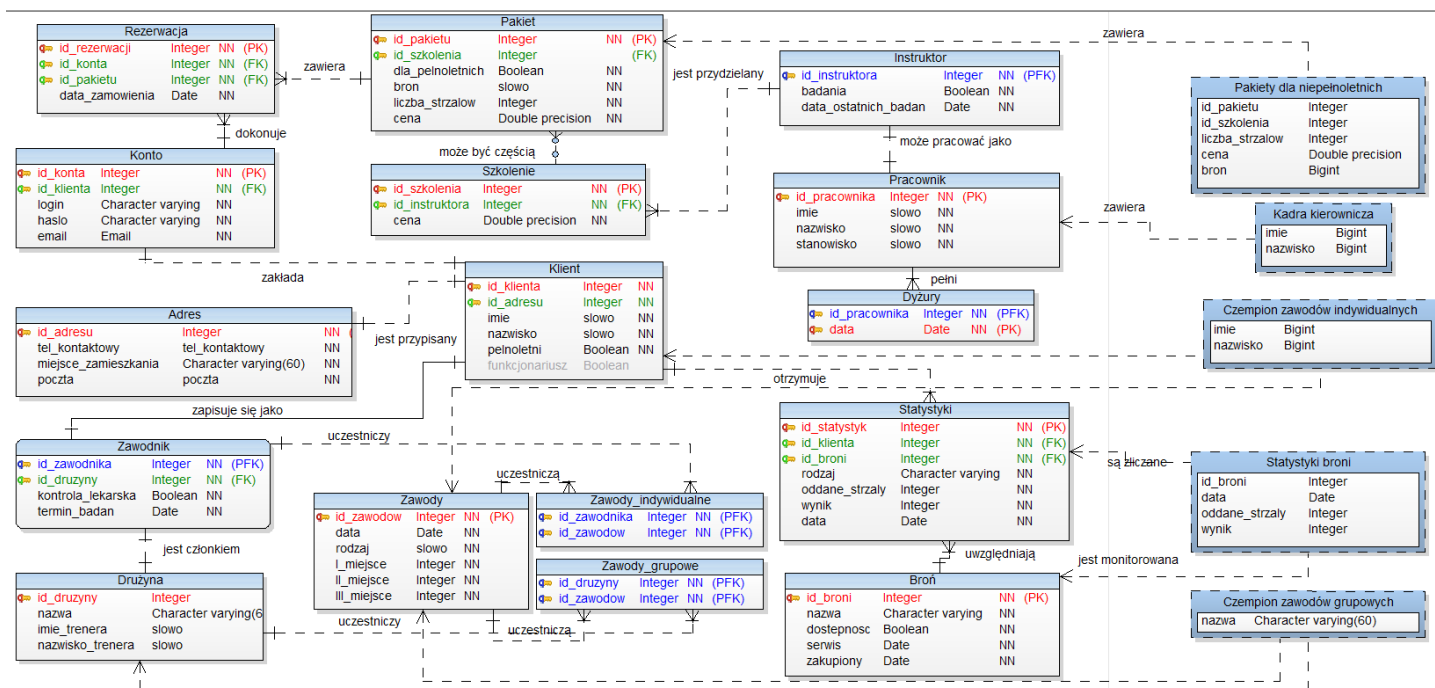 Rezerwacja
id_rezerwacji Integer NN (PK)
id_konta Integer NN (FK)
id_pakietu Integer NN (FK)
data_zamowienia Date NN
zawiera
Pakiet
id_pakietu Integer NN (PK)
id_szkolenia Integer (FK)
dla_pelnoletnich Boolean NN
bron slowo NN
liczba_strzalow Integer NN
cena Double precision NN
zawiera
jest przydzielany
Instruktor
id_instruktora Integer NN (PFK)
badania Boolean NN
data_ostatnich_badan Date NN
Pakiety dla niepełnoletnich
id_pakietu Integer
id_szkolenia Integer
liczba_strzalow Integer
cena Double precision
bron Bigint
dokonuje
może być częścią
może pracować jako
Konto
id_konta Integer NN (PK)
id_klienta Integer NN (FK)
login Character varying NN
haslo Character varying NN
email Email NN
Szkolenie
id_szkolenia Integer NN (PK)
id_instruktora Integer NN (FK)
cena Double precision NN
Pracownik
id_pracownika Integer NN (PK)
imie slowo NN
nazwisko slowo NN
stanowisko slowo NN
zawiera
Kadra kierownicza
imie Bigint
nazwisko Bigint
zakłada
pełni
Klient
id_klienta Integer NN
id_adresu Integer NN
imie slowo NN
nazwisko slowo NN
pelnoletni Boolean NN
funkcjonariusz Boolean
Dyżury
id_pracownika Integer NN (PFK)
data Date NN (PK)
Adres
id_adresu Integer NN (
tel_kontaktowy tel_kontaktowy NN
miejsce_zamieszkania Character varying(60) NN
poczta poczta NN
jest przypisany
Czempion zawodów indywidualnych
imie Bigint
nazwisko Bigint
otrzymuje
zapisuje się jako
Zawodnik
id_zawodnika Integer NN (PFK)
id_druzyny Integer NN (FK)
kontrola_lekarska Boolean NN
termin_badan Date NN
uczestniczy
uczestniczą
Statystyki
id_statystyk Integer NN (PK)
id_klienta Integer NN (FK)
id_broni Integer NN (FK)
rodzaj Character varying NN
oddane_strzaly Integer NN
wynik Integer NN
data Date NN
są zliczane
Statystyki broni
id_broni Integer
data Date
oddane_strzaly Integer
wynik Integer
Zawody
id_zawodow Integer NN (PK)
data Date NN
rodzaj slowo NN
I_miejsce Integer NN
II_miejsce Integer NN
III_miejsce Integer NN
Zawody_indywidualne
id_zawodnika Integer NN (PFK)
id_zawodow Integer NN (PFK)
Zawody_grupowe
id_druzyny Integer NN (PFK)
id_zawodow Integer NN (PFK)
jest członkiem
uwzględniają
jest monitorowana
Drużyna
id_druzyny Integer
nazwa Character varying(6
imie_trenera slowo
nazwisko_trenera slowo
uczestniczy
uczestniczą
Broń
id_broni Integer NN (PK)
nazwa Character varying NN
dostepnosc Boolean NN
serwis Date NN
zakupiony Date NN
Czempion zawodów grupowych
nazwa Character varying(60)